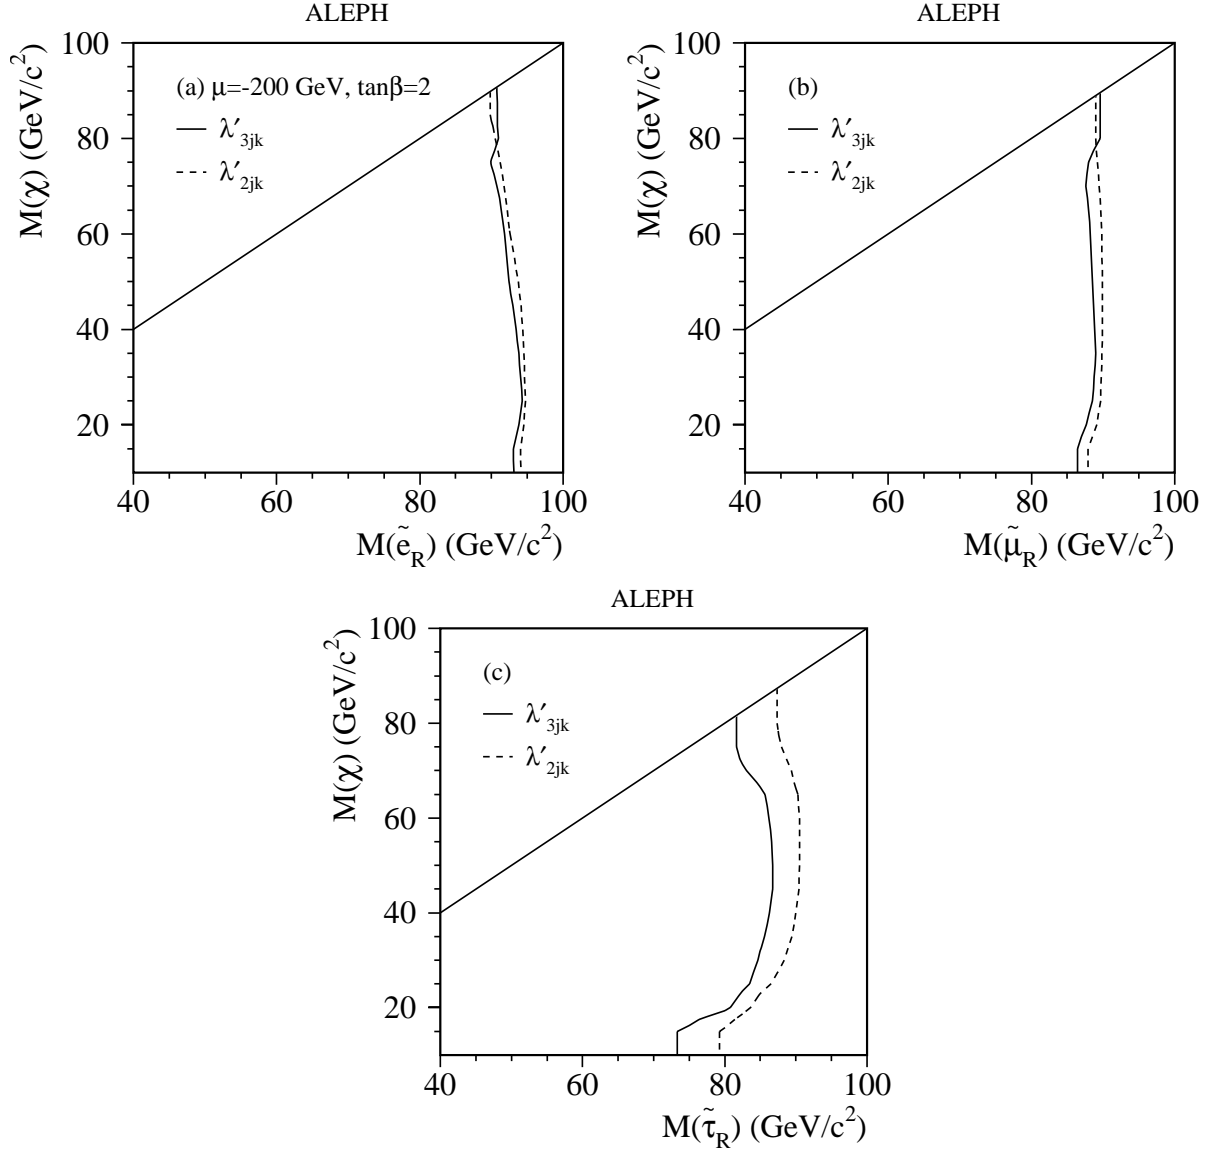 ALEPH
M(χ) (GeV/c²)
100
80
60
40
20
(a) μ=-200 GeV, tanβ=2
λ′3jk
λ′2jk
40 60 80 100
M(ẽR) (GeV/c²)
ALEPH
M(χ) (GeV/c²)
100
80
60
40
20
(b)
λ′3jk
λ′2jk
40 60 80 100
M(μ̃R) (GeV/c²)
ALEPH
M(χ) (GeV/c²)
100
80
60
40
20
(c)
λ′3jk
λ′2jk
40 60 80 100
M(τ̃R) (GeV/c²)